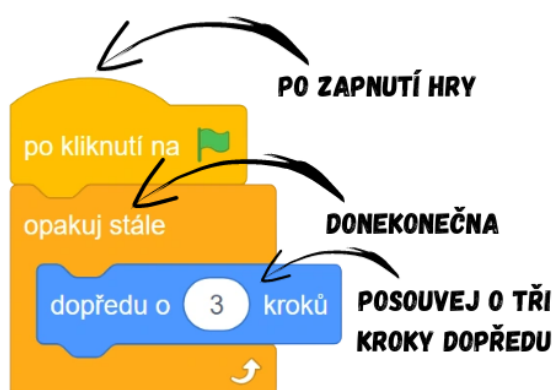 PO ZAPNUTÍ HRY
po kliknutí na
opakuj stále
DONEKONEČNA
dopředu o 3 kroků
POSOUVEJ O TŘI
KROKY DOPŘEDU